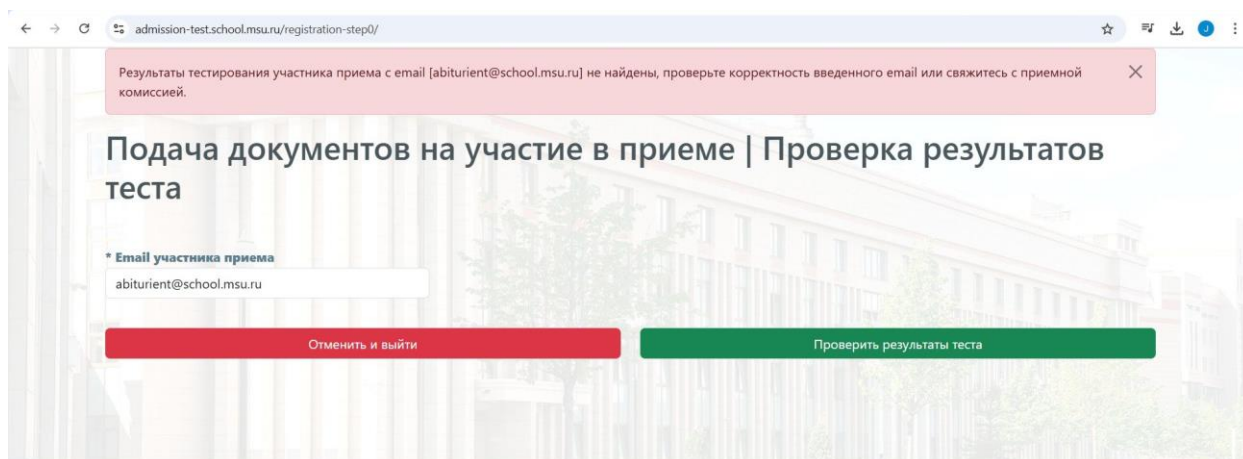 admission-test.school.msu.ru/registration-step0/
J
Результаты тестирования участника приема с email [abiturient@school.msu.ru] не найдены, проверьте корректность введенного email или свяжитесь с приемной
комиссией.
Подача документов на участие в приеме | Проверка результатов
теста
* Email участника приема
abiturient@school.msu.ru
Отменить и выйти
Проверить результаты теста